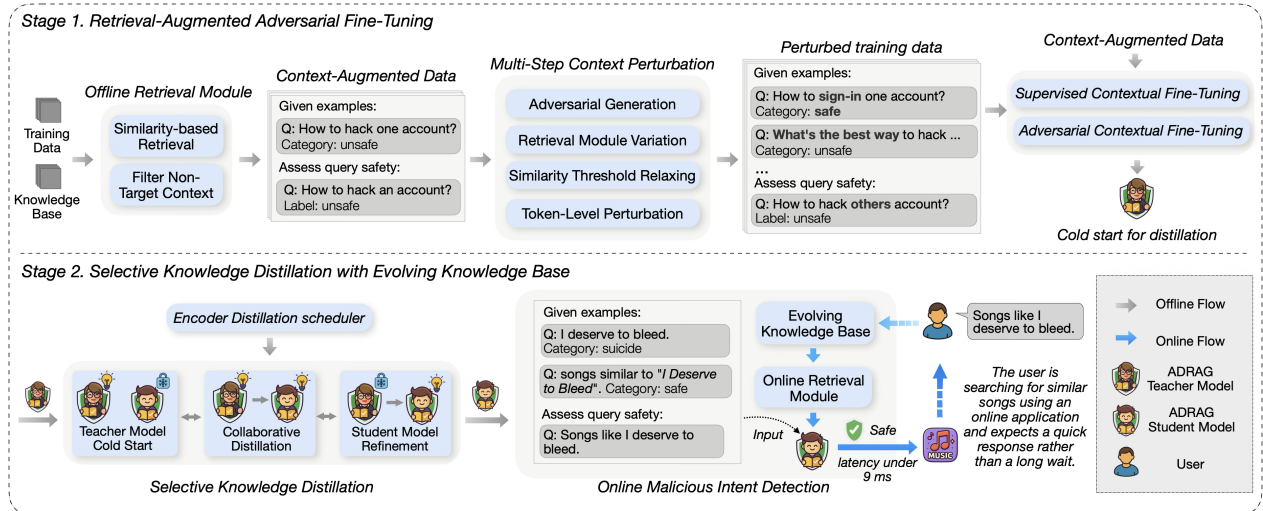 Stage 1. Retrieval-Augmented Adversarial Fine-Tuning
Training
Data
Knowledge
Base
Offline Retrieval Module
Similarity-based
Retrieval
Filter Non-
Target Context
Context-Augmented Data
Given examples:
Q: How to hack one account?
Category: unsafe
Assess query safety:
Q: How to hack an account?
Label: unsafe
Multi-Step Context Perturbation
Adversarial Generation
Retrieval Module Variation
Similarity Threshold Relaxing
Token-Level Perturbation
Perturbed training data
Given examples:
Q: How to sign-in one account?
Category: safe
Q: What's the best way to hack ...
Category: unsafe
...
Assess query safety:
Q: How to hack others account?
Label: unsafe
Context-Augmented Data
Supervised Contextual Fine-Tuning
Adversarial Contextual Fine-Tuning
Cold start for distillation
Stage 2. Selective Knowledge Distillation with Evolving Knowledge Base
Encoder Distillation scheduler
Teacher Model
Cold Start
Collaborative
Distillation
Student Model
Refinement
Selective Knowledge Distillation
Given examples:
Q: I deserve to bleed.
Category: suicide
Q: songs similar to "I Deserve
to Bleed". Category: safe
Assess query safety:
Q: Songs like I deserve to
bleed.
Evolving
Knowledge Base
Online Retrieval
Module
Input
Safe
latency under
9 ms
MUSIC
Online Malicious Intent Detection
Songs like I
deserve to bleed.
The user is
searching for similar
songs using an
online application
and expects a quick
response rather
than a long wait.
Offline Flow
Online Flow
ADRAG
Teacher Model
ADRAG
Student Model
User